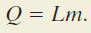 Q = Lm.